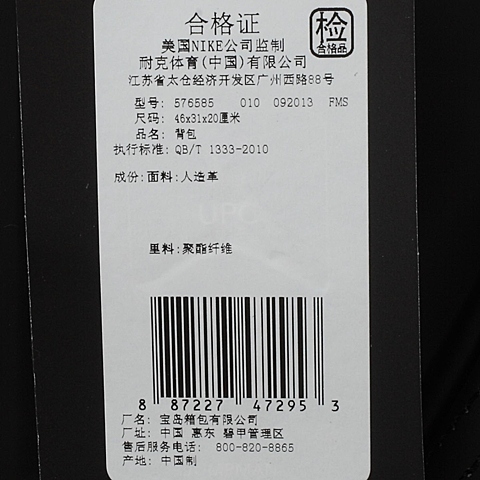 合格证
检
合格品
美国NIKE公司监制
耐克体育(中国)有限公司
江苏省太仓经济开发区广州西路88号
型号: 576585 010 092013 FMS
尺码: 46x31x20厘米
品名: 背包
执行标准: QB/T 1333-2010
成份: 面料: 人造革
里料: 聚酯纤维
8 87227 47295 3
厂名: 宝岛箱包有限公司
厂址: 中国 惠东 碧甲管理区
售后服务电话: 800-820-8865
产地: 中国制